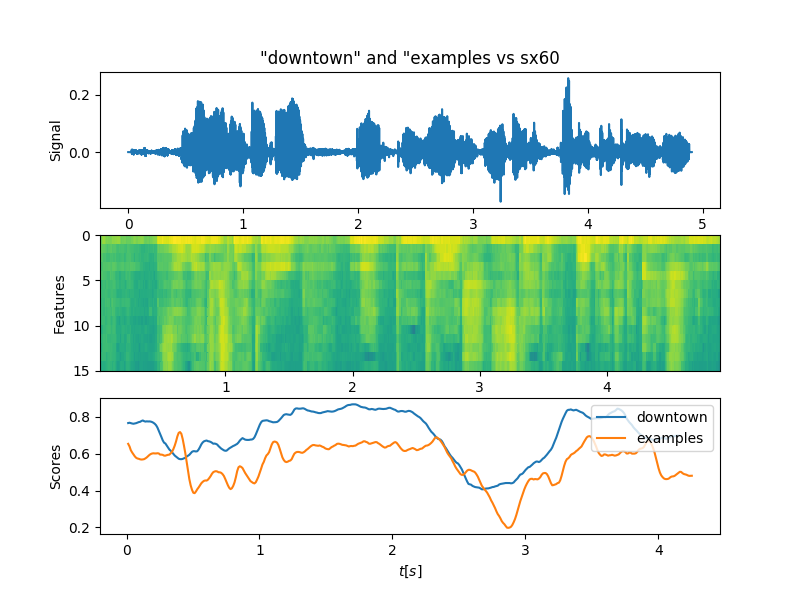 "downtown" and "examples vs sx60
Signal
0.2
0.0
0 1 2 3 4 5
Features
0
5
10
15
1 2 3 4
Scores
0.8
0.6
0.4
0.2
downtown
examples
0 1 2 3 4
t[s]